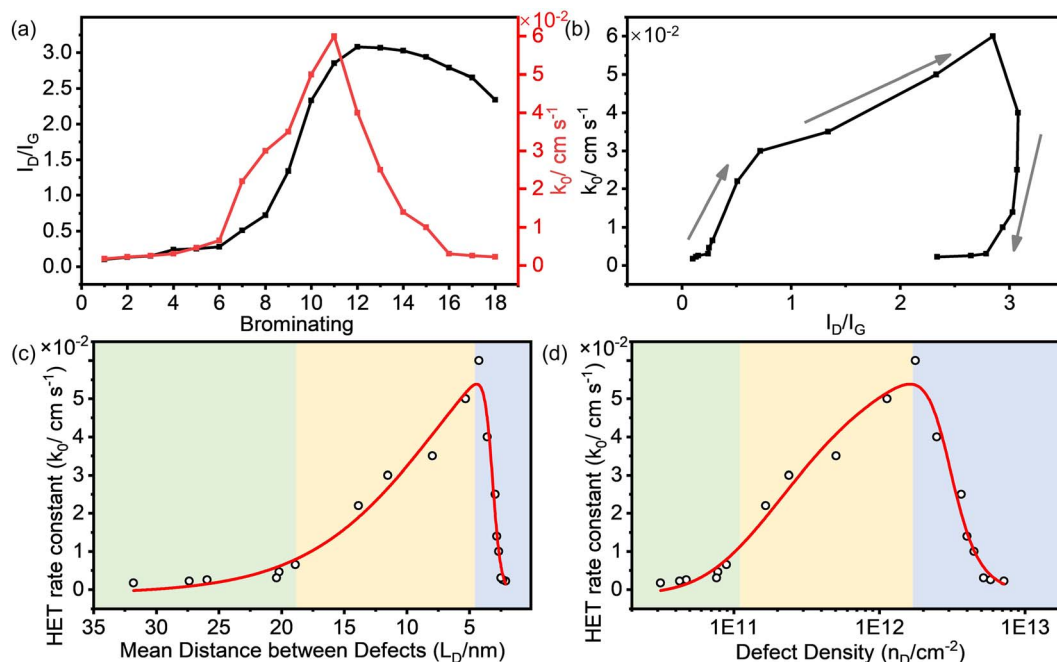 (a)
I_D/I_G
3.0
2.5
2.0
1.5
1.0
0.5
0.0
0 1 2 3 4 5 6 7 8 9 10 11 12 13 14 15 16 17 18
Brominating
×10⁻²
6
5
4
3
2
1
0
k₀/ cm s⁻¹
(b)
×10⁻²
k₀/ cm s⁻¹
6
5
4
3
2
1
0
0 1 2 3
I_D/I_G
(c)
×10⁻²
HET rate constant (k₀/ cm s⁻¹)
5
4
3
2
1
0
35 30 25 20 15 10 5
Mean Distance between Defects (L_D/nm)
(d)
×10⁻²
HET rate constant (k₀/ cm s⁻¹)
5
4
3
2
1
0
1E11 1E12 1E13
Defect Density (n_D/cm⁻²)